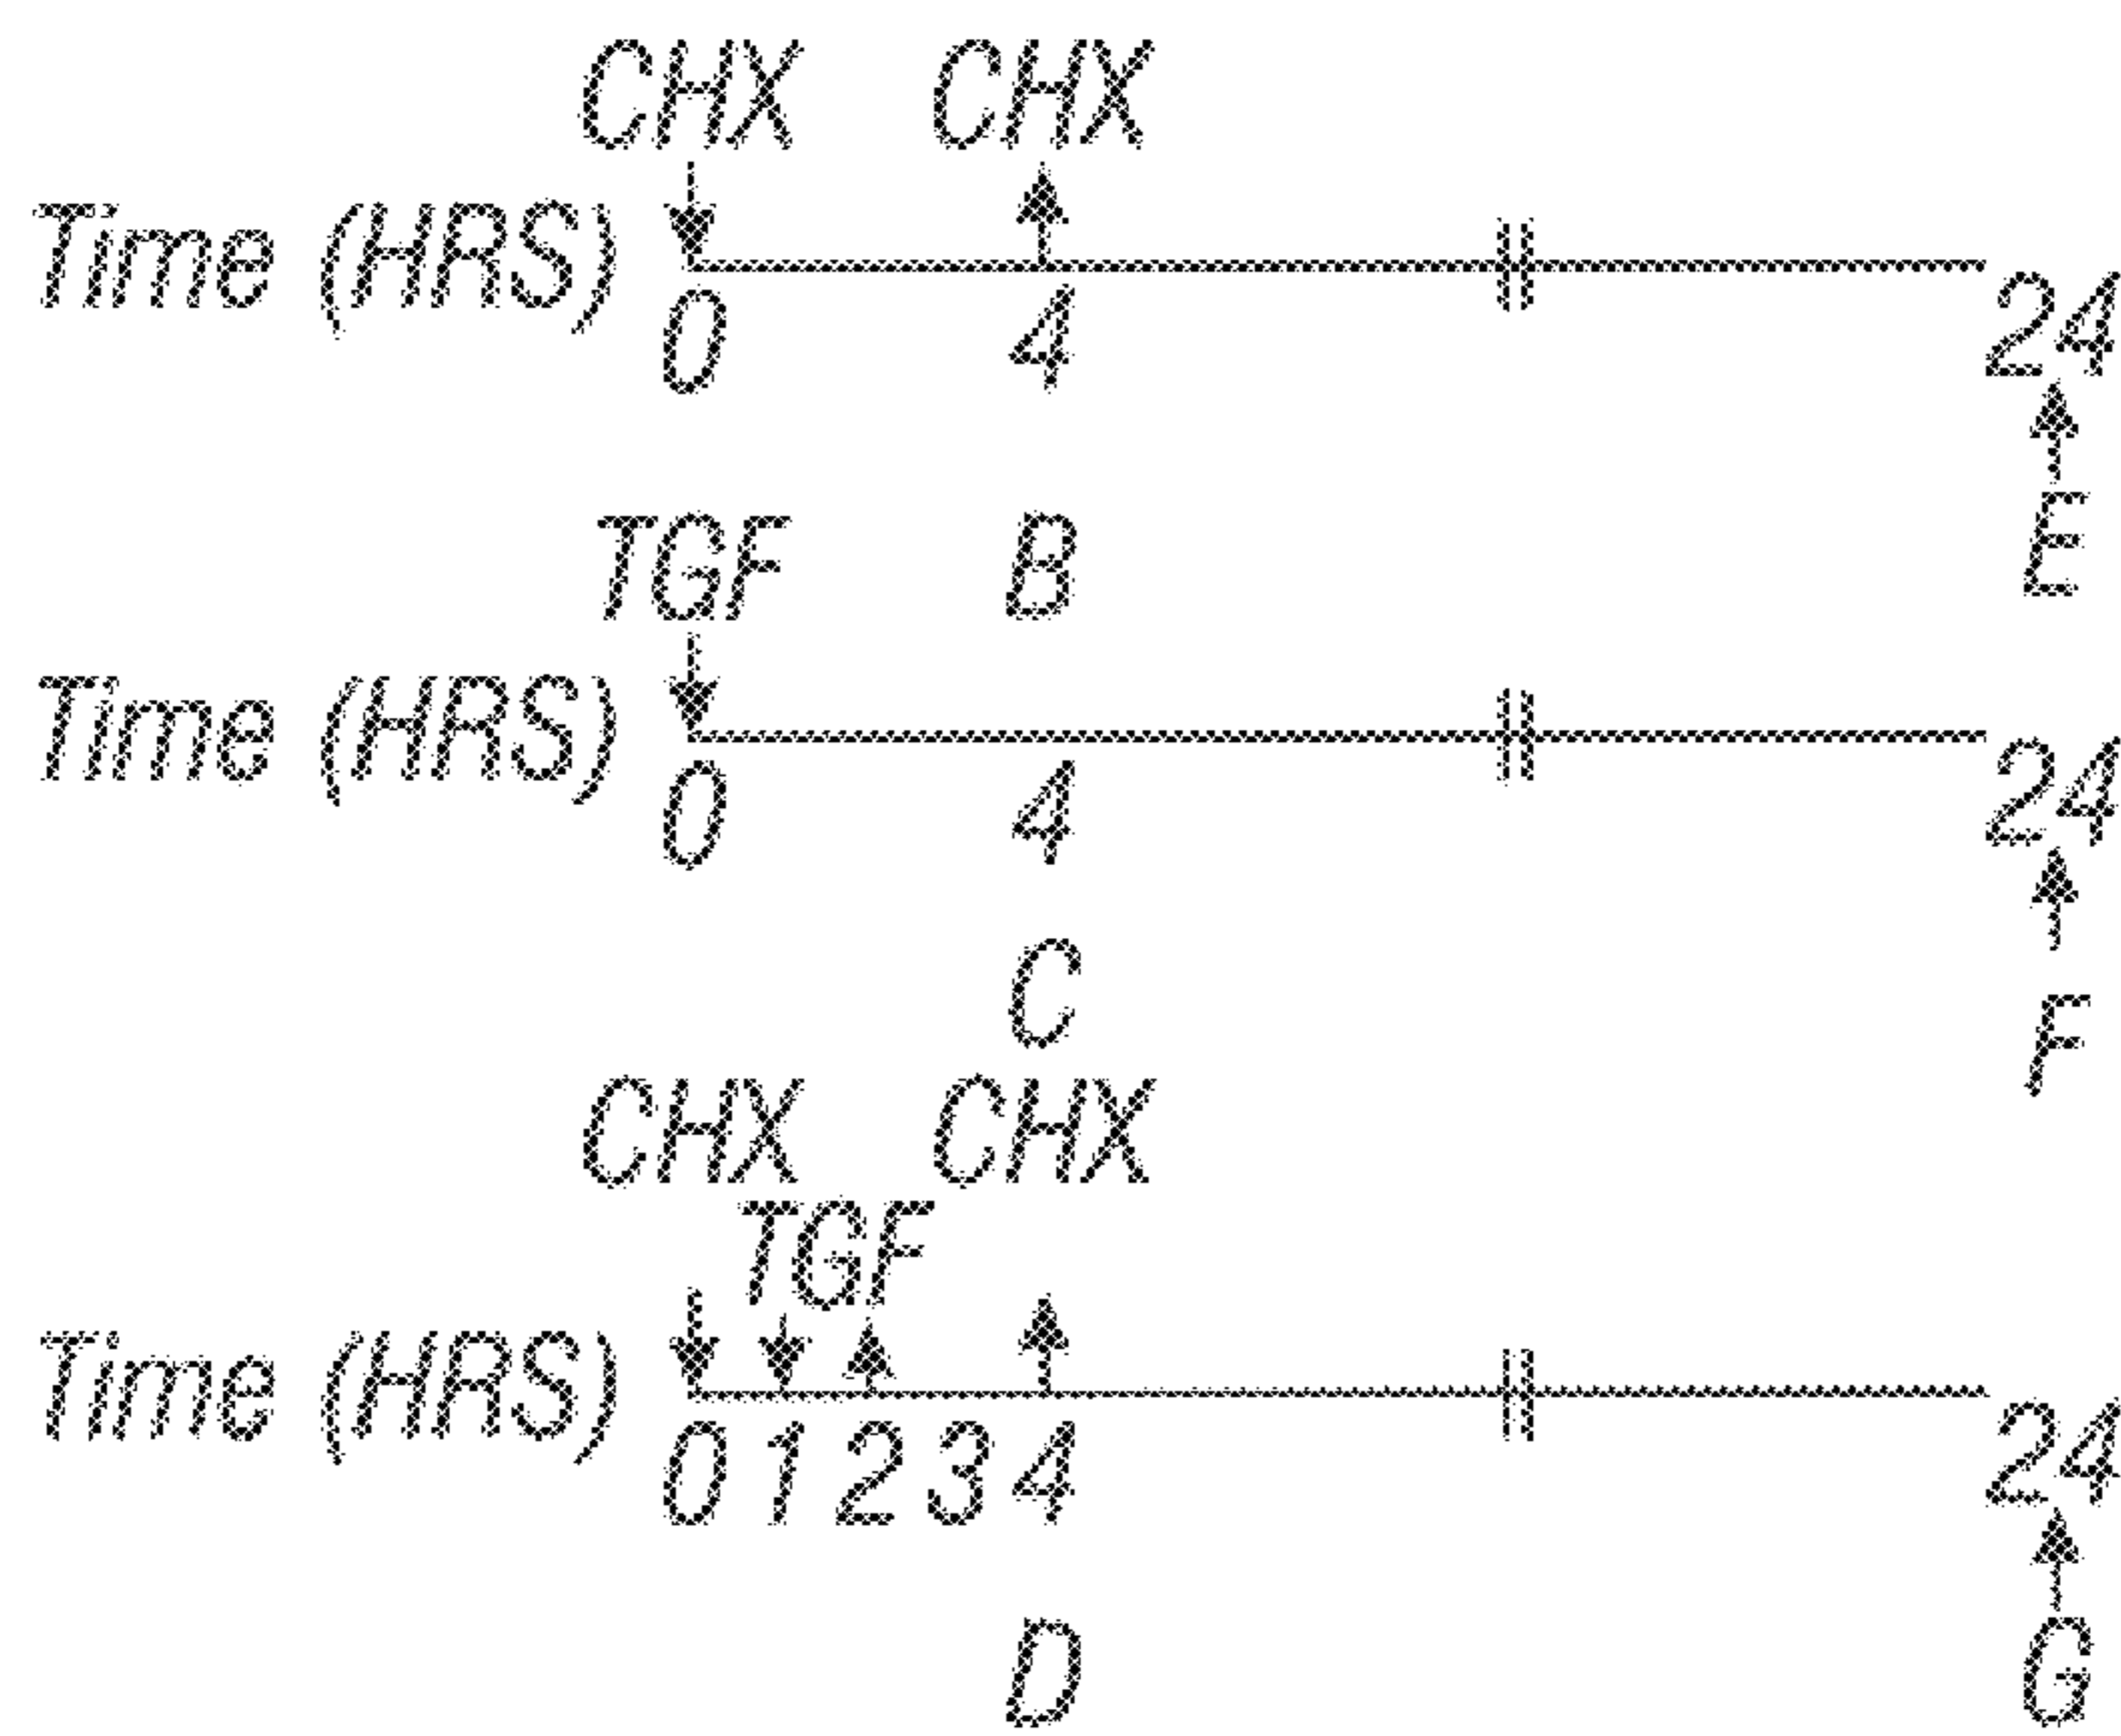 CHX CHX
Time (HRS)
0 4 24
E
TGF B
Time (HRS)
0 4 24
C
F
CHX CHX
TGF
Time (HRS)
0 1 2 3 4 24
D G